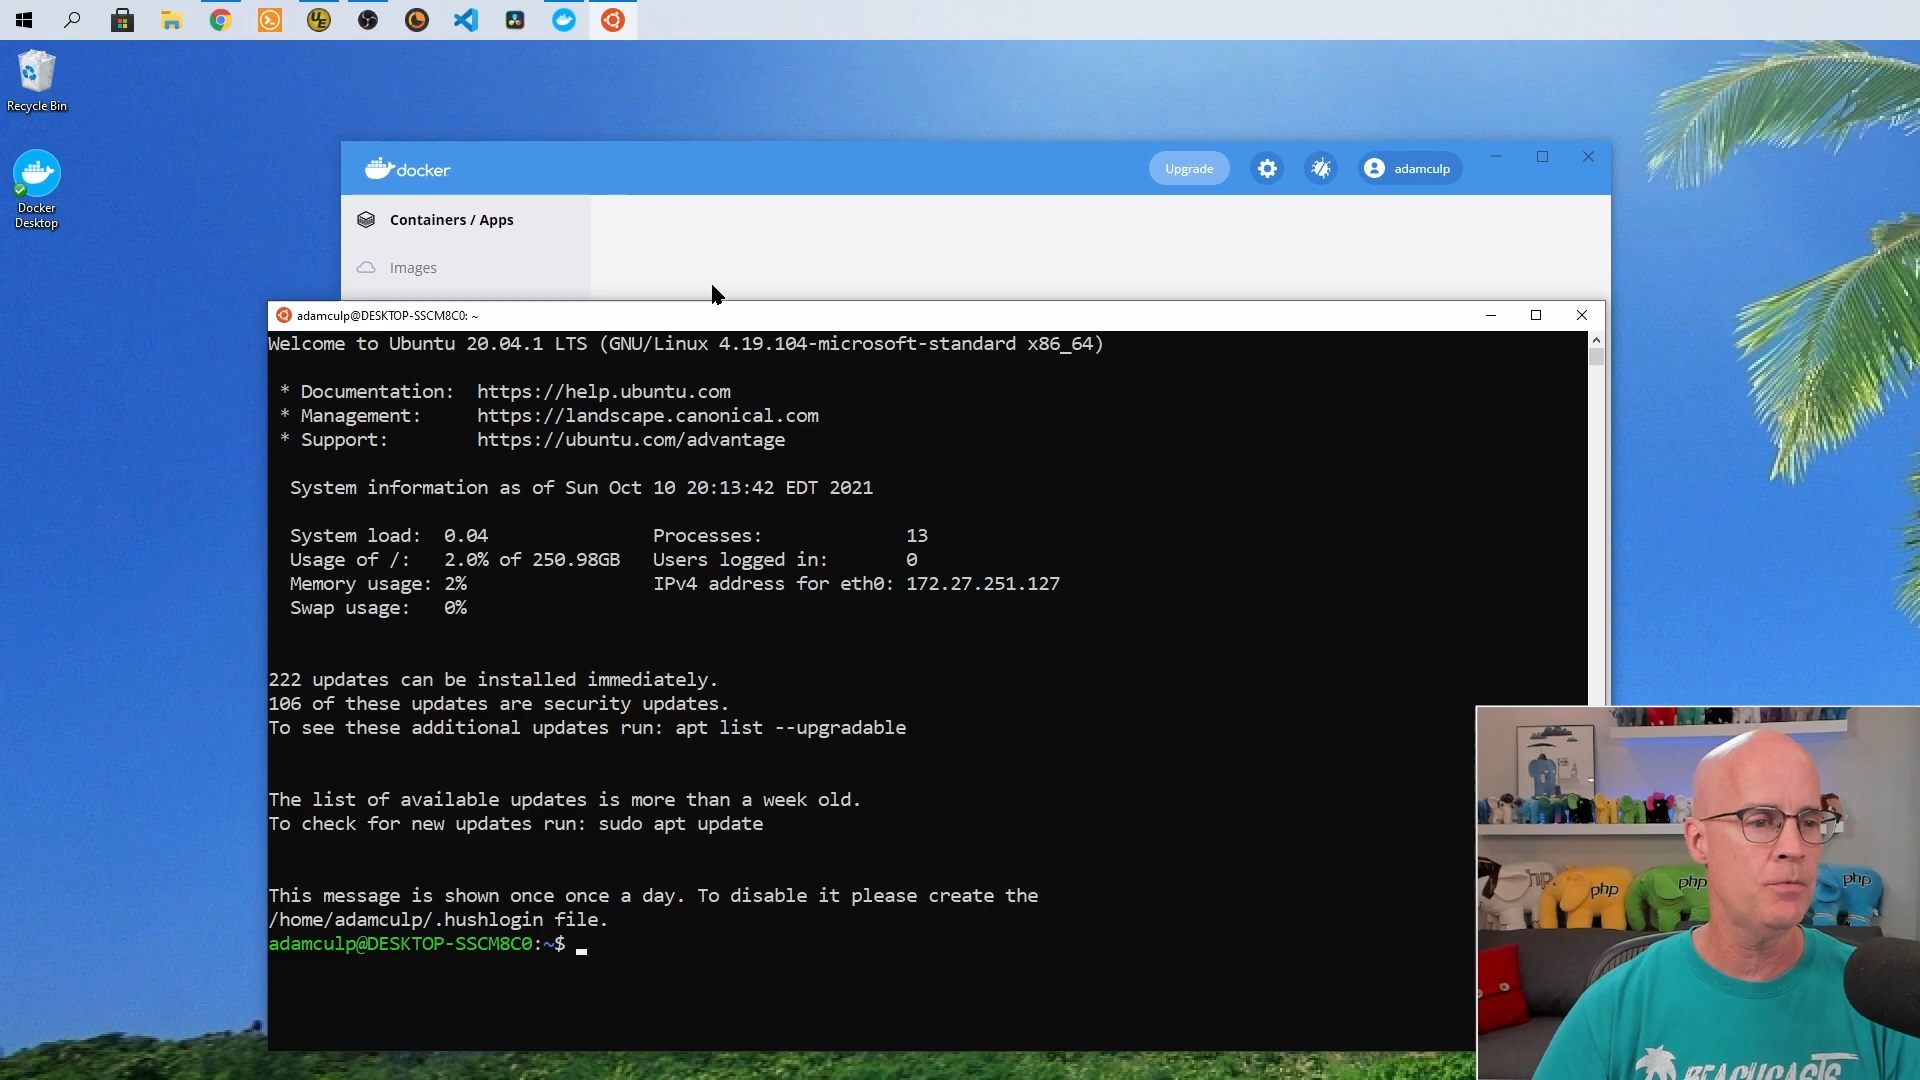 Recycle Bin
Docker
Desktop
docker
Upgrade
adamculp
Containers / Apps
Images
adamculp@DESKTOP-SSCM8C0: ~
Welcome to Ubuntu 20.04.1 LTS (GNU/Linux 4.19.104-microsoft-standard x86_64)
* Documentation:  https://help.ubuntu.com
* Management:     https://landscape.canonical.com
* Support:        https://ubuntu.com/advantage
System information as of Sun Oct 10 20:13:42 EDT 2021
System load:  0.04               Processes:             13
Usage of /:   2.0% of 250.98GB   Users logged in:       0
Memory usage: 2%                 IPv4 address for eth0: 172.27.251.127
Swap usage:   0%
222 updates can be installed immediately.
106 of these updates are security updates.
To see these additional updates run: apt list --upgradable
The list of available updates is more than a week old.
To check for new updates run: sudo apt update
This message is shown once once a day. To disable it please create the
/home/adamculp/.hushlogin file.
adamculp@DESKTOP-SSCM8C0:~$
php
php
php
php
BEACHCASTS